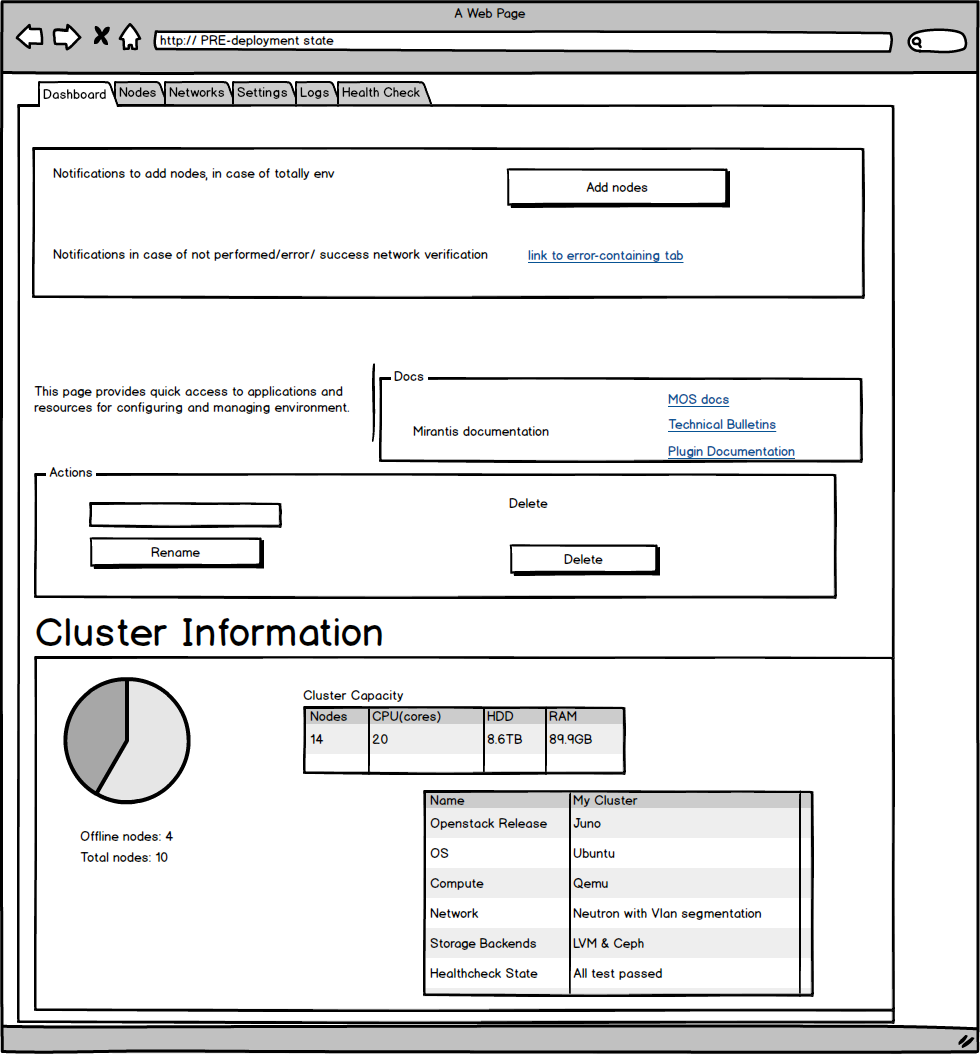 A Web Page
http:// PRE-deployment state
Dashboard Nodes Networks Settings Logs Health Check
Notifications to add nodes, in case of totally env
Add nodes
Notifications in case of not performed/error/ success network verification
link to error-containing tab
This page provides quick access to applications and
resources for configuring and managing environment.
Docs
Mirantis documentation
MOS docs
Technical Bulletins
Plugin Documentation
Actions
Rename
Delete
Delete
Cluster Information
Offline nodes: 4
Total nodes: 10
Cluster Capacity
Nodes CPU(cores) HDD RAM
14 20 8.6TB 89.9GB
Name My Cluster
Openstack Release Juno
OS Ubuntu
Compute Qemu
Network Neutron with Vlan segmentation
Storage Backends LVM & Ceph
Healthcheck State All test passed